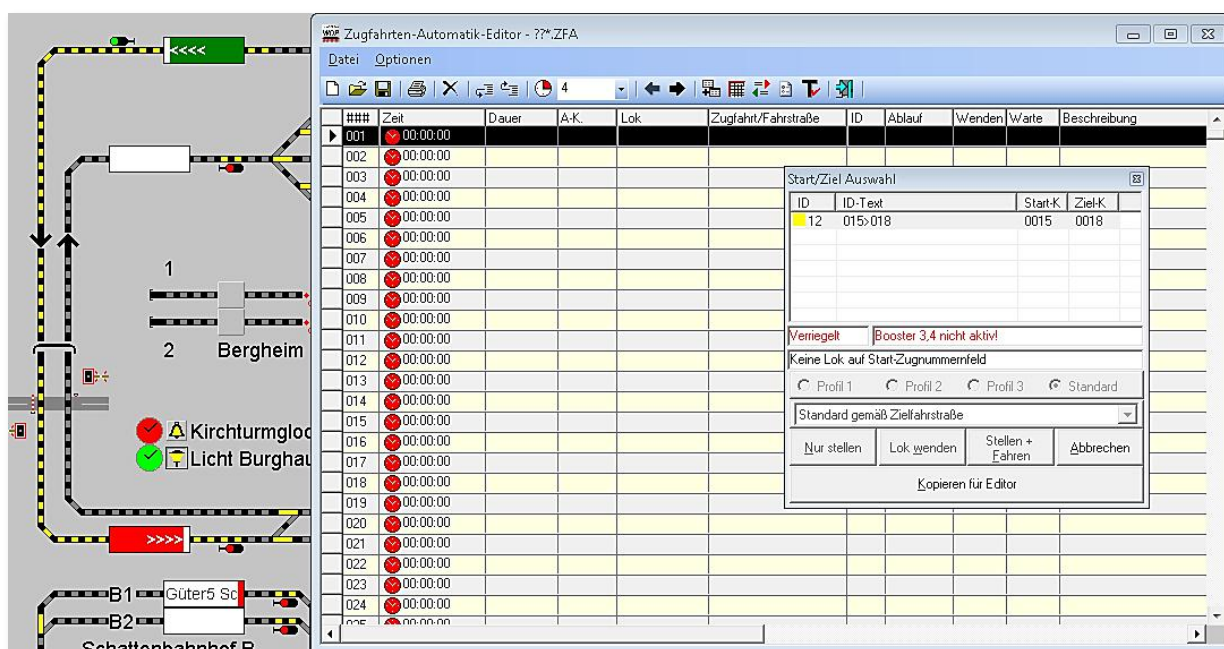 Zugfahrten-Automatik-Editor - ??*.ZFA
Datei Optionen
4
### Zeit Dauer A-K. Lok Zugfahrt/Fahrstraße ID Ablauf Wenden Warte Beschreibung
001 00:00:00
002 00:00:00
003 00:00:00
004 00:00:00
005 00:00:00
006 00:00:00
007 00:00:00
008 00:00:00
009 00:00:00
010 00:00:00
011 00:00:00
012 00:00:00
013 00:00:00
014 00:00:00
015 00:00:00
016 00:00:00
017 00:00:00
018 00:00:00
019 00:00:00
020 00:00:00
021 00:00:00
022 00:00:00
023 00:00:00
024 00:00:00
Start/Ziel Auswahl
ID ID-Text Start-K Ziel-K
12 015>018 0015 0018
Verriegelt Booster 3,4 nicht aktiv!
Keine Lok auf Start-Zugnummernfeld
Profil 1 Profil 2 Profil 3 Standard
Standard gemäß Zielfahrstraße
Nur stellen Lok wenden Stellen + Fahren Abbrechen
Kopieren für Editor
<<<<
1
2 Bergheim
Kirchturmgloc
Licht Burghau
>>>>
B1 Güter5 Sc
B2
Schattenbahnhof B